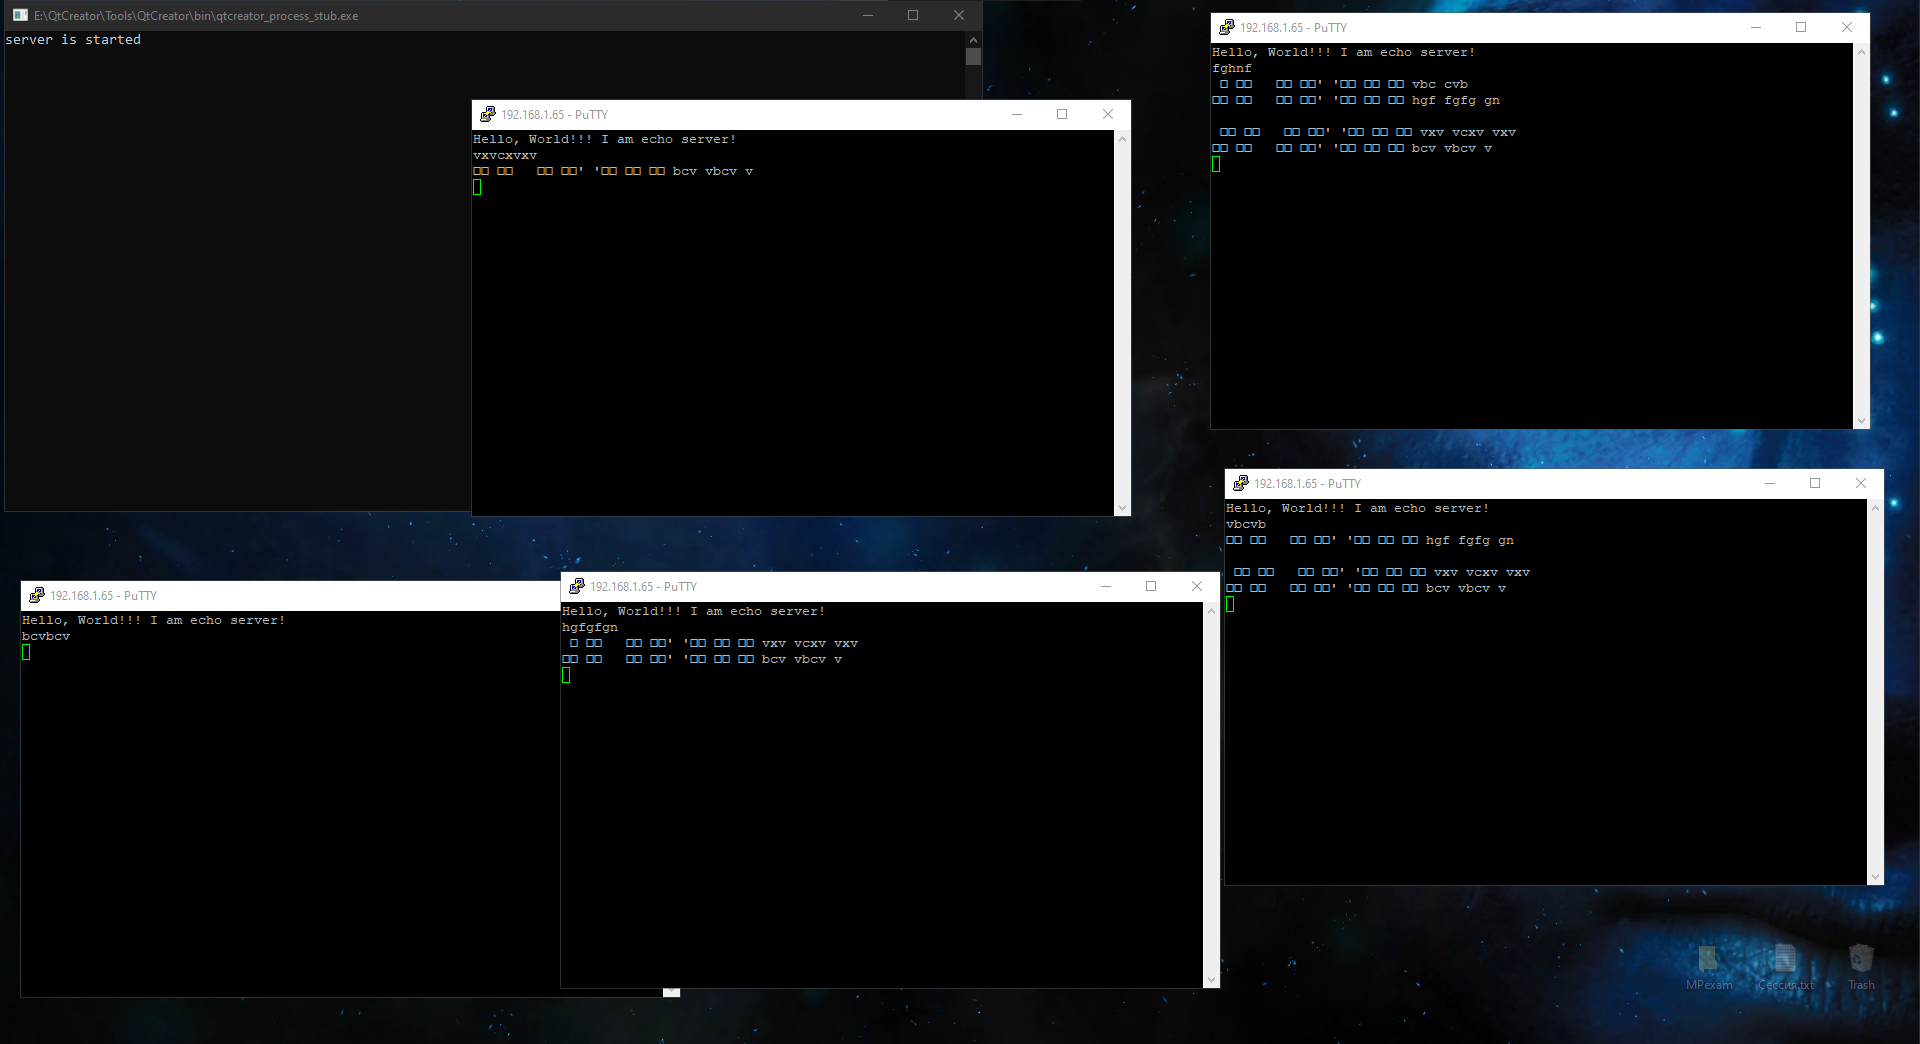 E:\QtCreator\Tools\QtCreator\bin\qtcreator_process_stub.exe
server is started
192.168.1.65 - PuTTY
Hello, World!!! I am echo server!
vxvcxvxv
□□ □□   □□ □□' '□□ □□ □□ bcv vbcv v
192.168.1.65 - PuTTY
Hello, World!!! I am echo server!
fghnf
□ □□   □□ □□' '□□ □□ □□ vbc cvb
□□ □□   □□ □□' '□□ □□ □□ hgf fgfg gn
□□ □□   □□ □□' '□□ □□ □□ vxv vcxv vxv
□□ □□   □□ □□' '□□ □□ □□ bcv vbcv v
192.168.1.65 - PuTTY
Hello, World!!! I am echo server!
vbcvb
□□ □□   □□ □□' '□□ □□ □□ hgf fgfg gn
□□ □□   □□ □□' '□□ □□ □□ vxv vcxv vxv
□□ □□   □□ □□' '□□ □□ □□ bcv vbcv v
192.168.1.65 - PuTTY
Hello, World!!! I am echo server!
bcvbcv
192.168.1.65 - PuTTY
Hello, World!!! I am echo server!
hgfgfgn
□ □□   □□ □□' '□□ □□ □□ vxv vcxv vxv
□□ □□   □□ □□' '□□ □□ □□ bcv vbcv v
MPexam
Сессия.txt
Trash